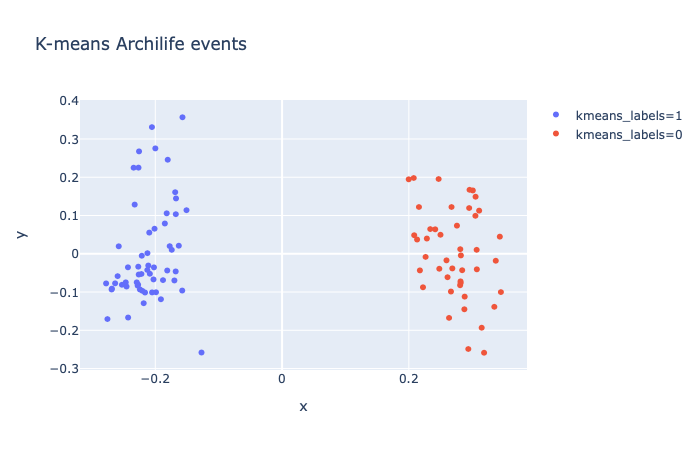 K-means Archilife events
kmeans_labels=1
kmeans_labels=0
0.4
0.3
0.2
0.1
0
−0.1
−0.2
−0.3
y
−0.2
0
0.2
x